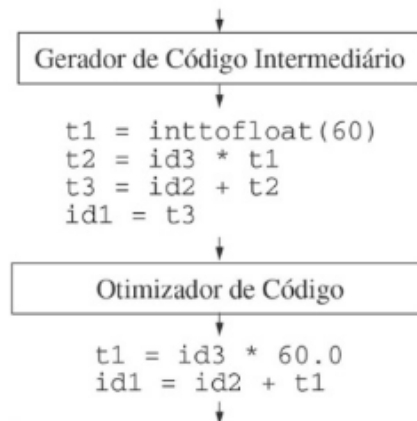 Gerador de Código Intermediário
t1 = inttofloat(60)
t2 = id3 * t1
t3 = id2 + t2
id1 = t3
Otimizador de Código
t1 = id3 * 60.0
id1 = id2 + t1